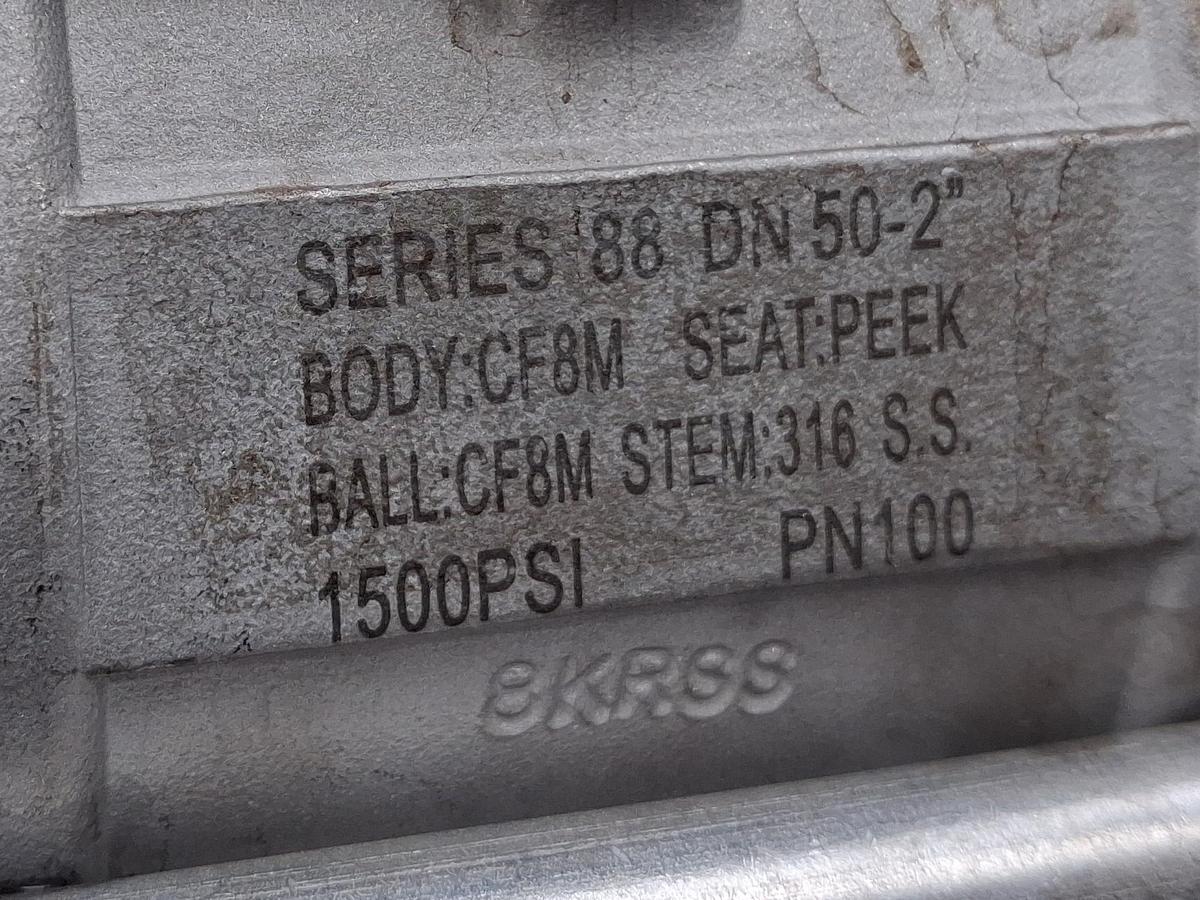 SERIES 88 DN 50-2"
BODY:CF8M SEAT:PEEK
BALL:CF8M STEM:316 S.S.
1500PSI PN100
8KRSS